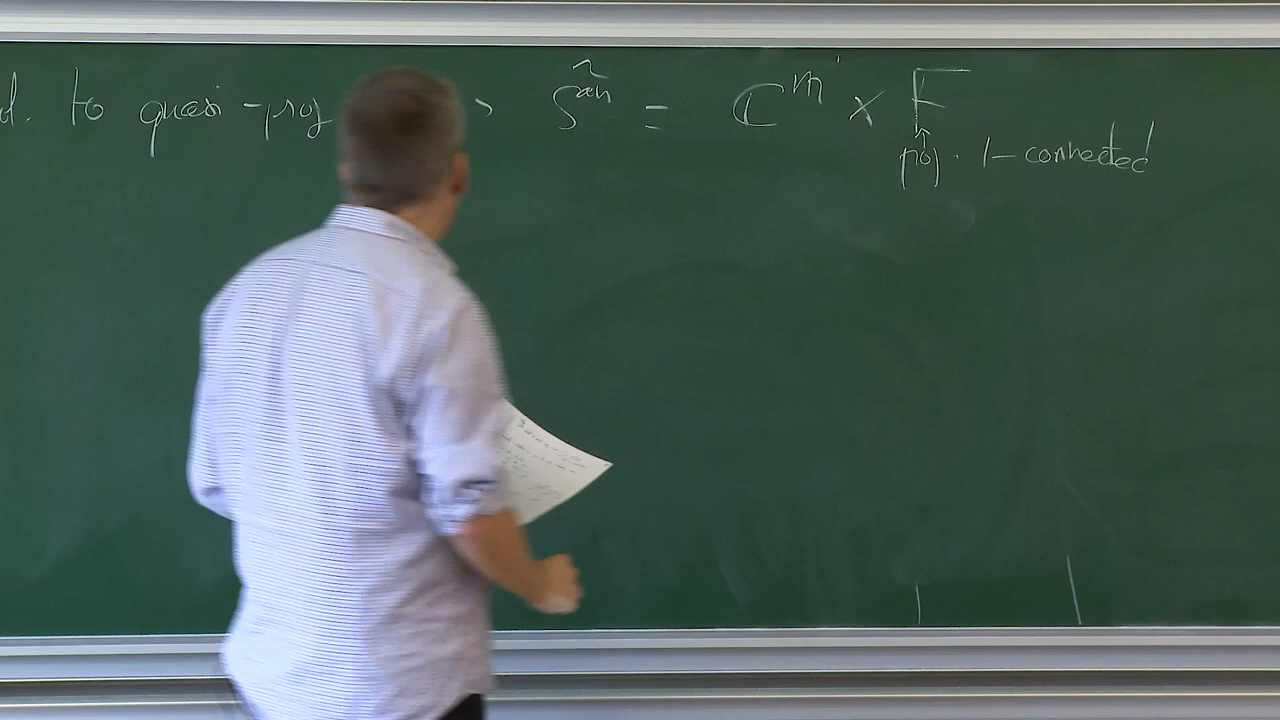 to quasi-proj , S̃^{an} = ℂ^m × F
proj. 1-connected